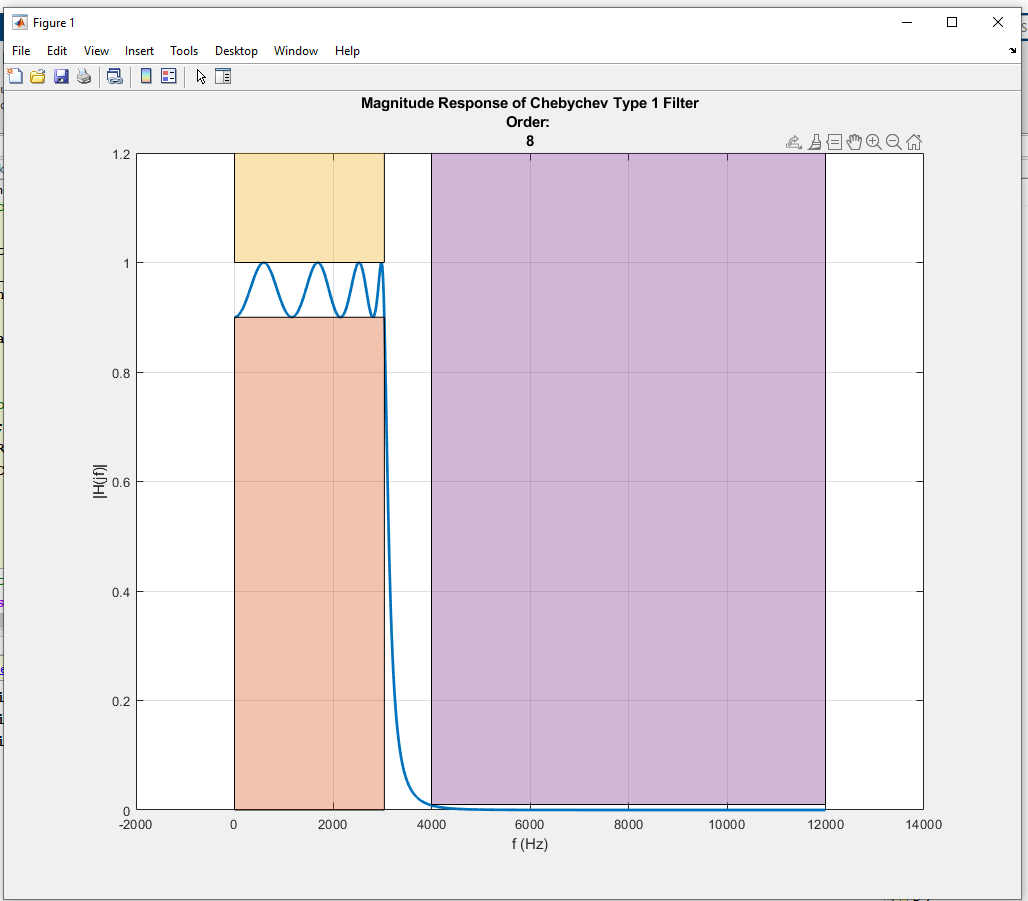 Figure 1
File Edit View Insert Tools Desktop Window Help
Magnitude Response of Chebychev Type 1 Filter
Order:
8
1.2
1
0.8
0.6
0.4
0.2
0
|H(jf)|
-2000 0 2000 4000 6000 8000 10000 12000 14000
f (Hz)